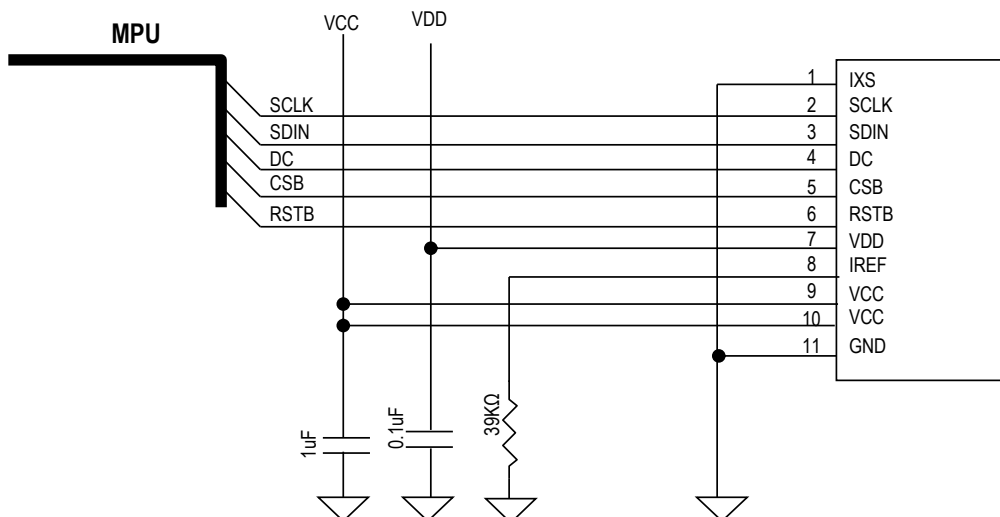 MPU
VCC
VDD
SCLK
SDIN
DC
CSB
RSTB
1 IXS
2 SCLK
3 SDIN
4 DC
5 CSB
6 RSTB
7 VDD
8 IREF
9 VCC
10 VCC
11 GND
1uF
0.1uF
39KΩ